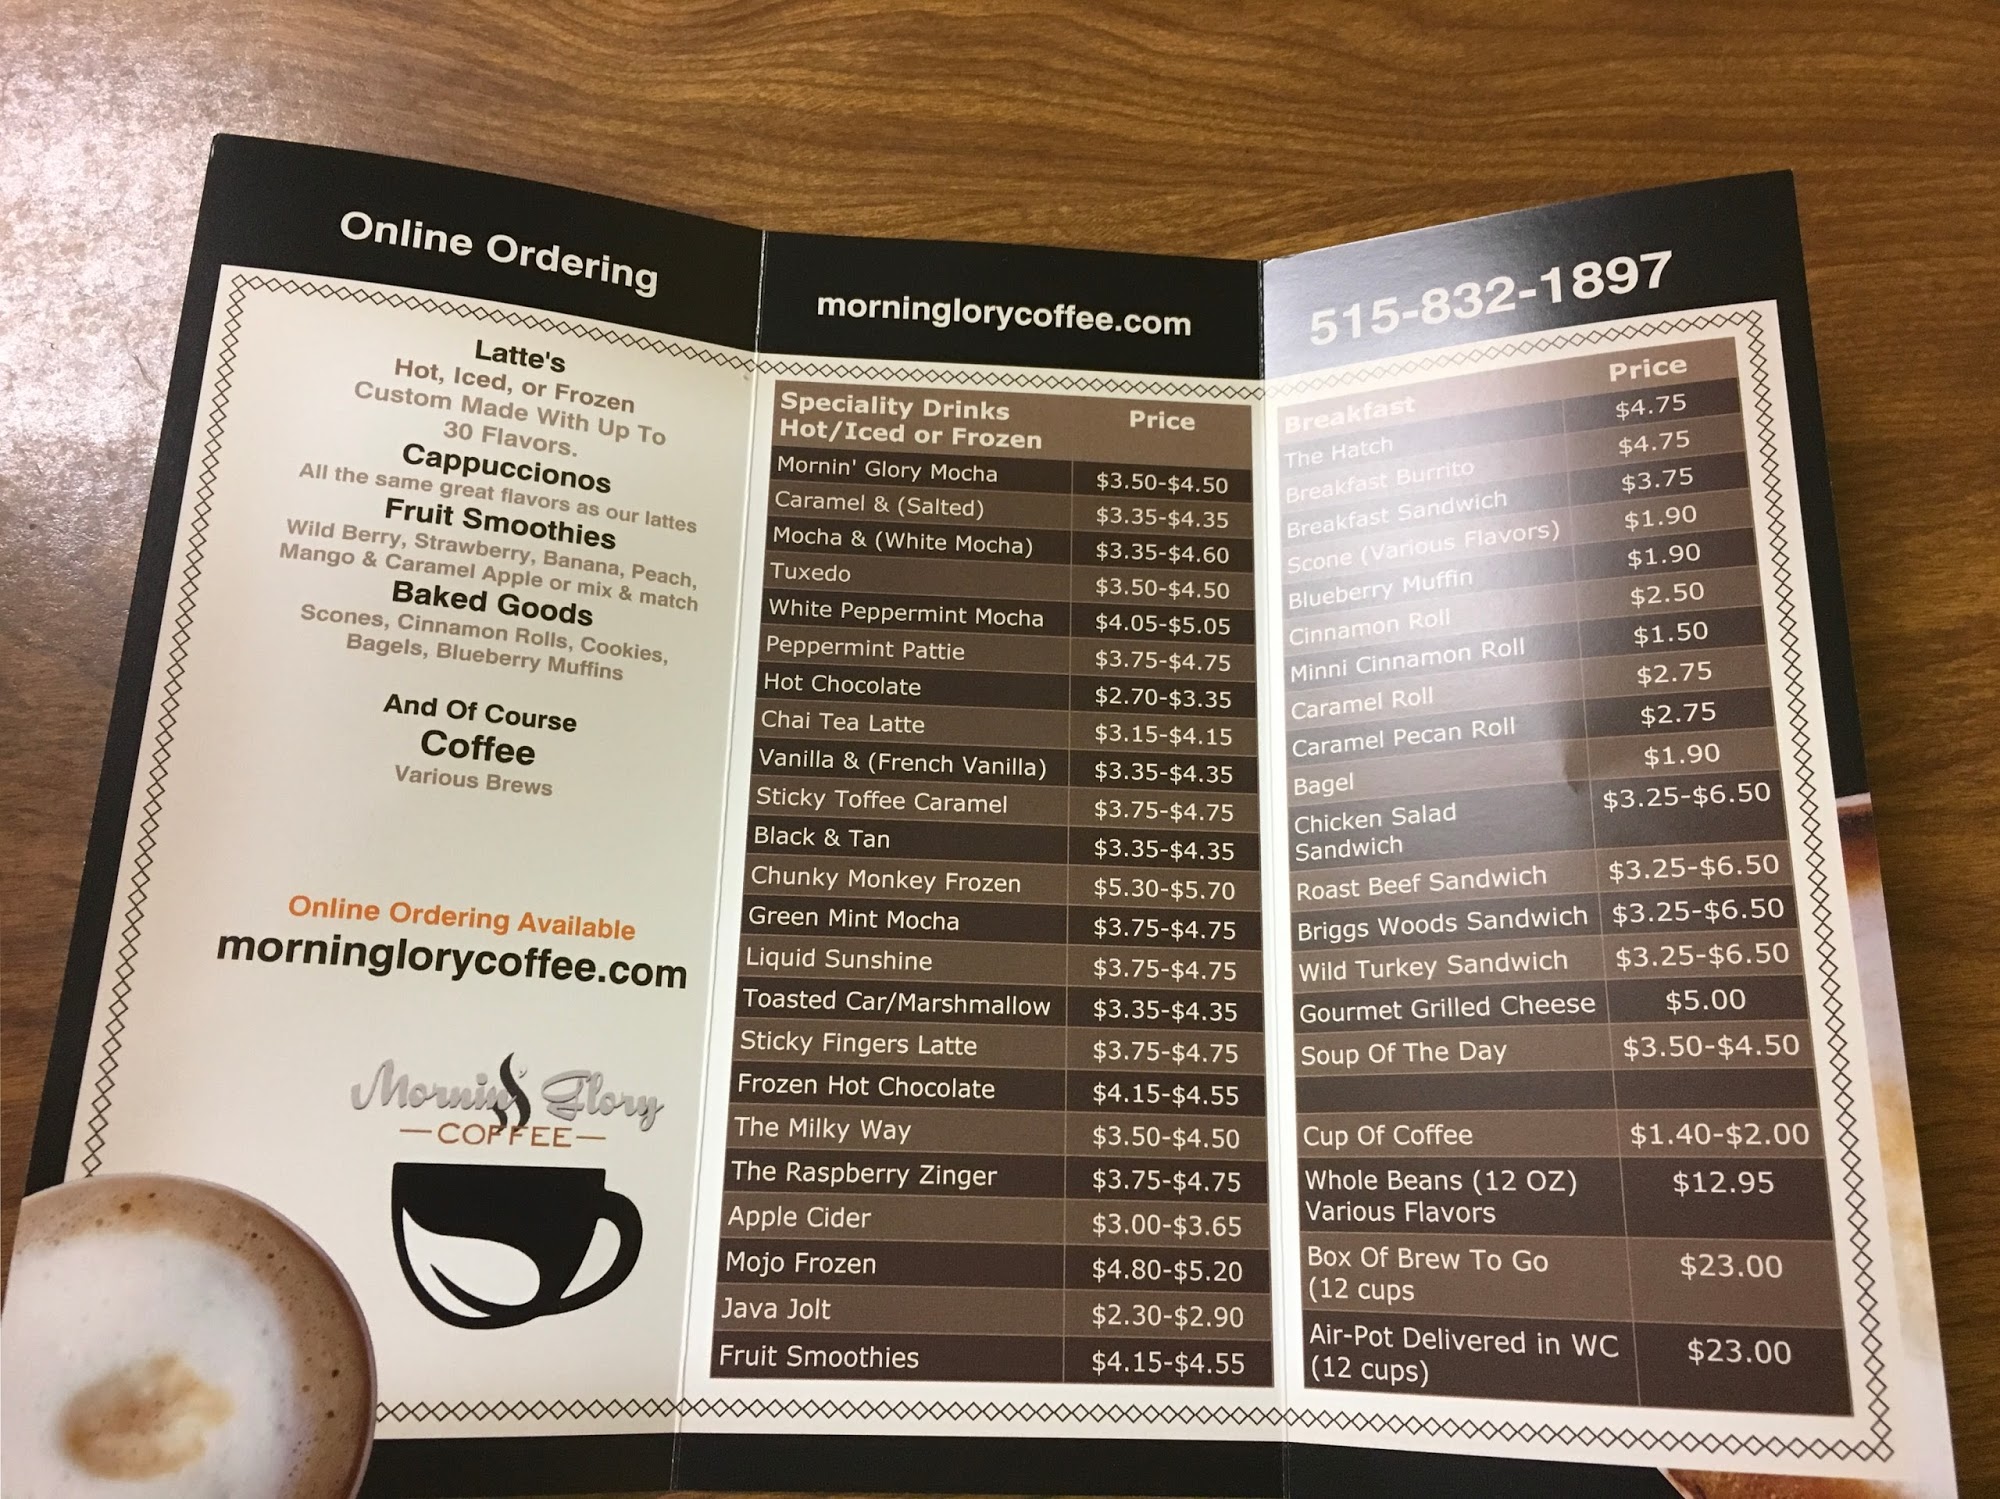 Online Ordering
Latte's
Hot, Iced, or Frozen
Custom Made With Up To
30 Flavors.
Cappuccionos
All the same great flavors as our lattes
Fruit Smoothies
Wild Berry, Strawberry, Banana, Peach,
Mango & Caramel Apple or mix & match
Baked Goods
Scones, Cinnamon Rolls, Cookies,
Bagels, Blueberry Muffins
And Of Course
Coffee
Various Brews
Online Ordering Available
morninglorycoffee.com
Mornin' Glory
COFFEE
morninglorycoffee.com
Speciality Drinks
Hot/Iced or Frozen Price
Mornin' Glory Mocha $3.50-$4.50
Caramel & (Salted) $3.35-$4.35
Mocha & (White Mocha) $3.35-$4.60
Tuxedo $3.50-$4.50
White Peppermint Mocha $4.05-$5.05
Peppermint Pattie $3.75-$4.75
Hot Chocolate $2.70-$3.35
Chai Tea Latte $3.15-$4.15
Vanilla & (French Vanilla) $3.35-$4.35
Sticky Toffee Caramel $3.75-$4.75
Black & Tan $3.35-$4.35
Chunky Monkey Frozen $5.30-$5.70
Green Mint Mocha $3.75-$4.75
Liquid Sunshine $3.75-$4.75
Toasted Car/Marshmallow $3.35-$4.35
Sticky Fingers Latte $3.75-$4.75
Frozen Hot Chocolate $4.15-$4.55
The Milky Way $3.50-$4.50
The Raspberry Zinger $3.75-$4.75
Apple Cider $3.00-$3.65
Mojo Frozen $4.80-$5.20
Java Jolt $2.30-$2.90
Fruit Smoothies $4.15-$4.55
515-832-1897
Breakfast Price
The Hatch $4.75
Breakfast Burrito $4.75
Breakfast Sandwich $3.75
Scone (Various Flavors) $1.90
Blueberry Muffin $1.90
Cinnamon Roll $2.50
Minni Cinnamon Roll $1.50
Caramel Roll $2.75
Caramel Pecan Roll $2.75
Bagel $1.90
Chicken Salad $3.25-$6.50
Sandwich
Roast Beef Sandwich $3.25-$6.50
Briggs Woods Sandwich $3.25-$6.50
Wild Turkey Sandwich $3.25-$6.50
Gourmet Grilled Cheese $5.00
Soup Of The Day $3.50-$4.50
Cup Of Coffee $1.40-$2.00
Whole Beans (12 OZ) $12.95
Various Flavors
Box Of Brew To Go $23.00
(12 cups
Air-Pot Delivered in WC $23.00
(12 cups)